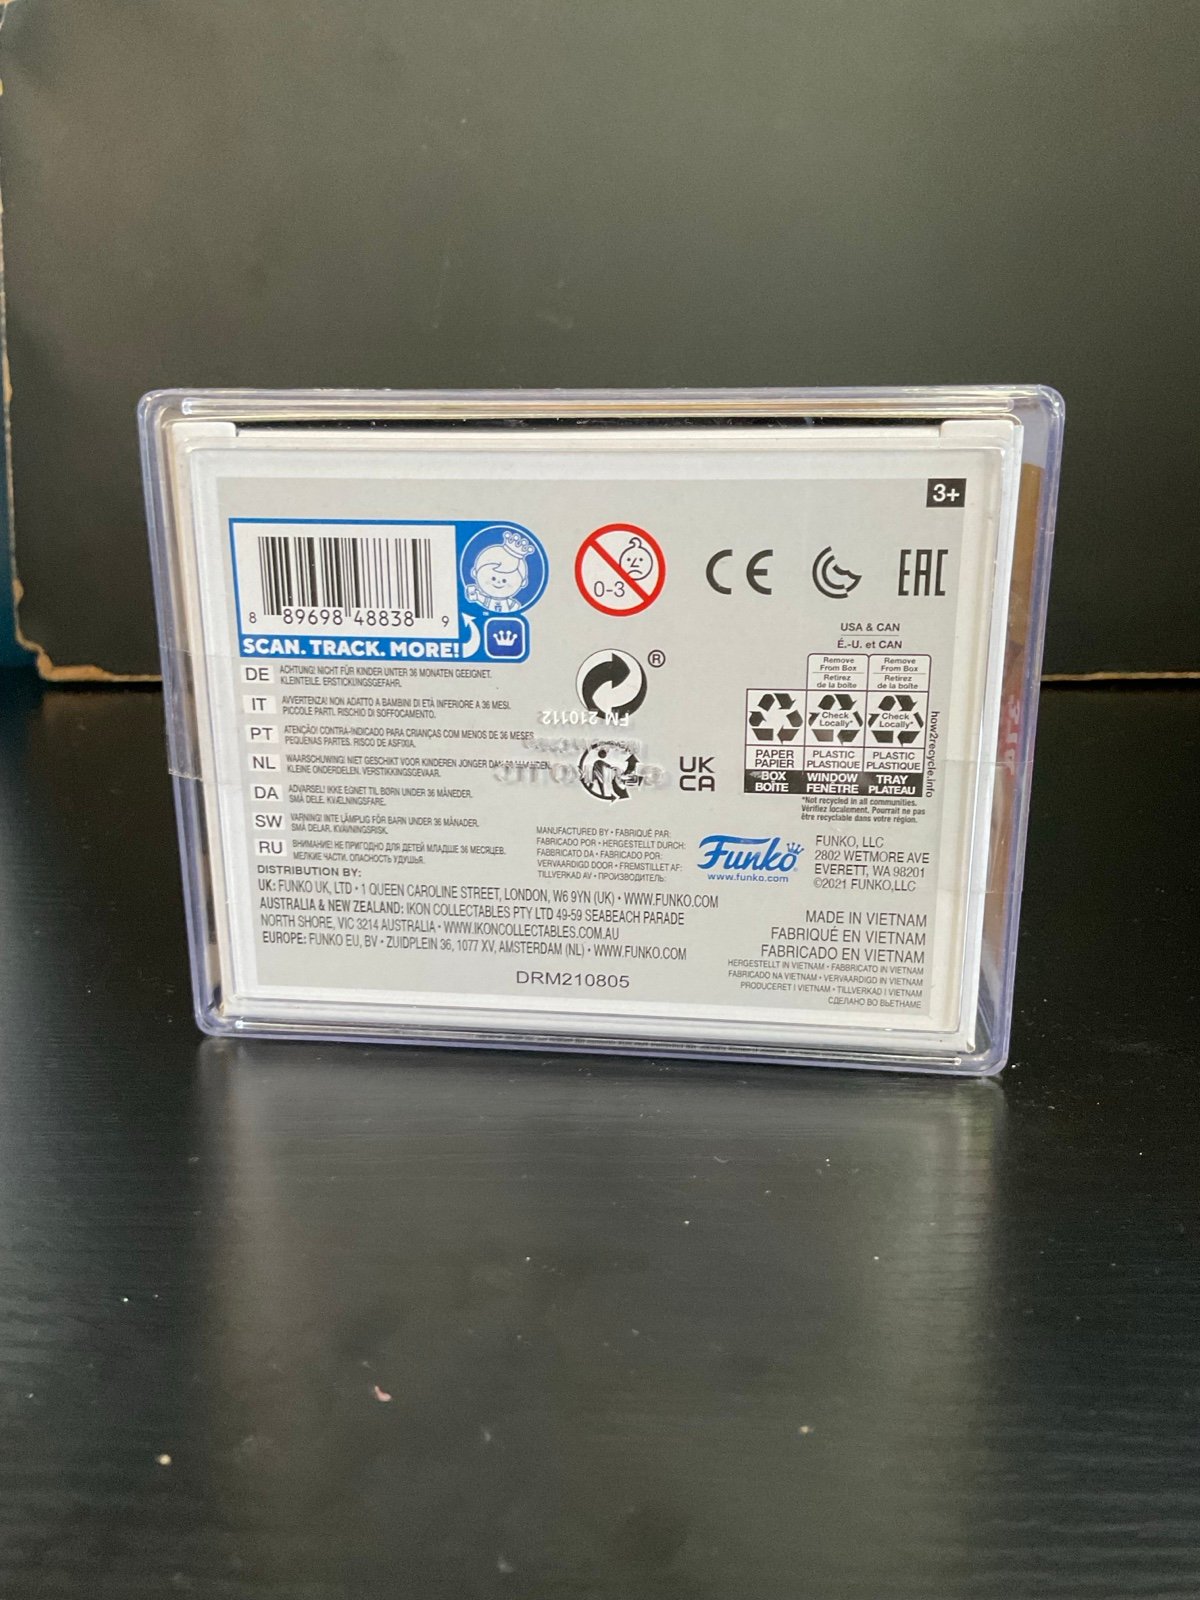 3+
8 89698 48838 9
SCAN. TRACK. MORE!
™
0-3
CE
EAC
USA & CAN
É.-U. et CAN
Remove From Box
Retirez de la boîte
Remove From Box
Retirez de la boîte
Check Locally*
Check Locally*
PAPER PAPIER
PLASTIC PLASTIQUE
PLASTIC PLASTIQUE
BOX BOÎTE
WINDOW FENÊTRE
TRAY PLATEAU
how2recycle.info
*Not recycled in all communities.
Vérifiez localement. Pourrait ne pas
être recyclable dans votre région.
®
FM 210112
UK
CA
DE ACHTUNG! NICHT FÜR KINDER UNTER 36 MONATEN GEEIGNET.
KLEINTEILE. ERSTICKUNGSGEFAHR.
IT AVVERTENZA! NON ADATTO A BAMBINI DI ETÀ INFERIORE A 36 MESI.
PICCOLE PARTI. RISCHIO DI SOFFOCAMENTO.
PT ATENÇÃO! CONTRA-INDICADO PARA CRIANÇAS COM MENOS DE 36 MESES.
PEQUENAS PARTES. RISCO DE ASFIXIA.
NL WAARSCHUWING! NIET GESCHIKT VOOR KINDEREN JONGER DAN 36 MAANDEN.
KLEINE ONDERDELEN. VERSTIKKINGSGEVAAR.
DA ADVARSEL! IKKE EGNET TIL BØRN UNDER 36 MÅNEDER.
SMÅ DELE. KVÆLNINGSFARE.
SW VARNING! INTE LÄMPLIG FÖR BARN UNDER 36 MÅNADER.
SMÅ DELAR. KVÄVNINGSRISK.
RU ВНИМАНИЕ! НЕ ПРИГОДНО ДЛЯ ДЕТЕЙ МЛАДШЕ 36 МЕСЯЦЕВ.
МЕЛКИЕ ЧАСТИ. ОПАСНОСТЬ УДУШЬЯ.
MANUFACTURED BY • FABRIQUÉ PAR:
FABRICADO POR • HERGESTELLT DURCH:
FABBRICATO DA • FABRICADO POR:
VERVAARDIGD DOOR • FREMSTILLET AF:
TILLVERKAD AV • ПРОИЗВОДИТЕЛЬ:
Funko
www.funko.com
FUNKO, LLC
2802 WETMORE AVE
EVERETT, WA 98201
©2021 FUNKO,LLC
DISTRIBUTION BY:
UK: FUNKO UK, LTD • 1 QUEEN CAROLINE STREET, LONDON, W6 9YN (UK) • WWW.FUNKO.COM
AUSTRALIA & NEW ZEALAND: IKON COLLECTABLES PTY LTD 49-59 SEABEACH PARADE
NORTH SHORE, VIC 3214 AUSTRALIA • WWW.IKONCOLLECTABLES.COM.AU
EUROPE: FUNKO EU, BV • ZUIDPLEIN 36, 1077 XV, AMSTERDAM (NL) • WWW.FUNKO.COM
DRM210805
MADE IN VIETNAM
FABRIQUÉ EN VIETNAM
FABRICADO EN VIETNAM
HERGESTELLT IN VIETNAM • FABBRICATO IN VIETNAM
FABRICADO NA VIETNAM • VERVAARDIGD IN VIETNAM
PRODUCERET I VIETNAM • TILLVERKAD I VIETNAM
СДЕЛАНО ВО ВЬЕТНАМЕ